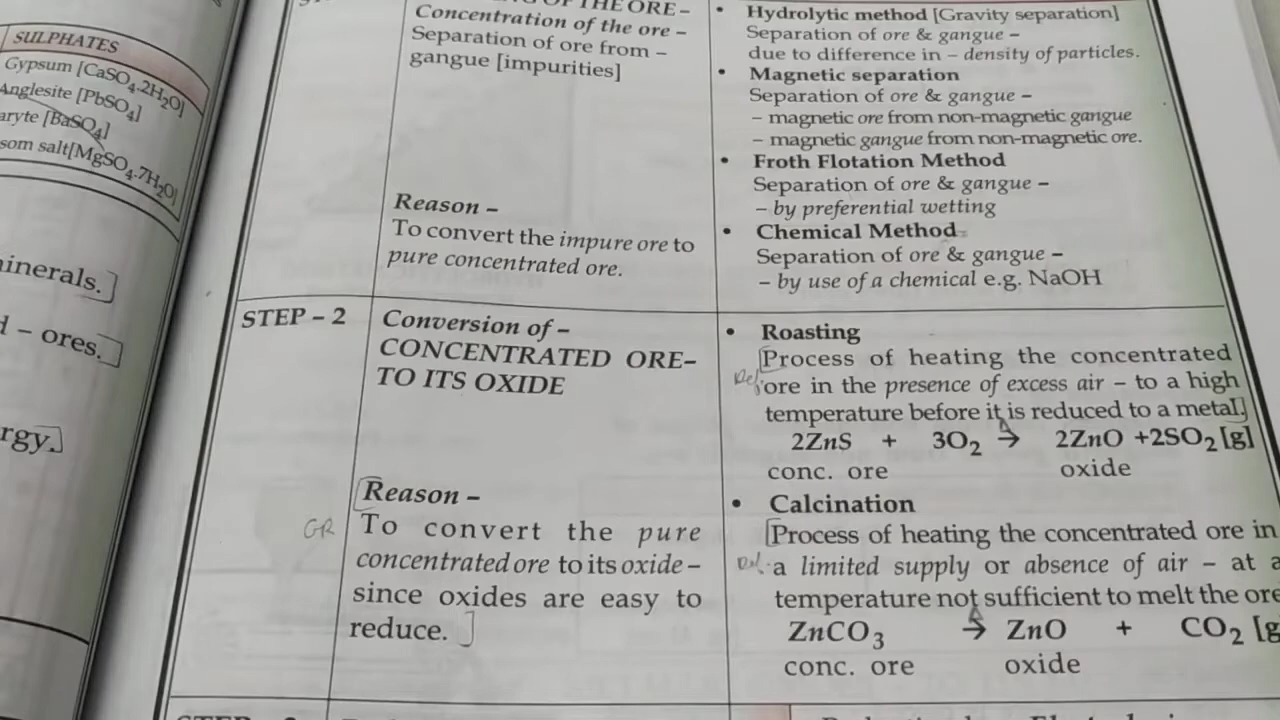 SULPHATES
Gypsum [CaSO4.2H2O]
Anglesite [PbSO4]
aryte [BaSO4]
som salt[MgSO4.7H2O]
inerals.
– ores.
rgy.
OF THE ORE –
Concentration of the ore –
Separation of ore from –
gangue [impurities]
Reason –
To convert the impure ore to
pure concentrated ore.
• Hydrolytic method [Gravity separation]
Separation of ore & gangue –
due to difference in – density of particles.
• Magnetic separation
Separation of ore & gangue –
– magnetic ore from non-magnetic gangue
– magnetic gangue from non-magnetic ore.
• Froth Flotation Method
Separation of ore & gangue –
– by preferential wetting
• Chemical Method
Separation of ore & gangue –
– by use of a chemical e.g. NaOH
STEP – 2
Conversion of –
CONCENTRATED ORE–
TO ITS OXIDE
Reason –
GR
To convert the pure
concentrated ore to its oxide –
since oxides are easy to
reduce.
• Roasting
Process of heating the concentrated
Def. ore in the presence of excess air – to a high
temperature before it is reduced to a metal.
2ZnS + 3O2 → 2ZnO +2SO2 [g]
conc. ore oxide
• Calcination
Process of heating the concentrated ore in
Def. a limited supply or absence of air – at a
temperature not sufficient to melt the ore
ZnCO3 → ZnO + CO2 [g
conc. ore oxide